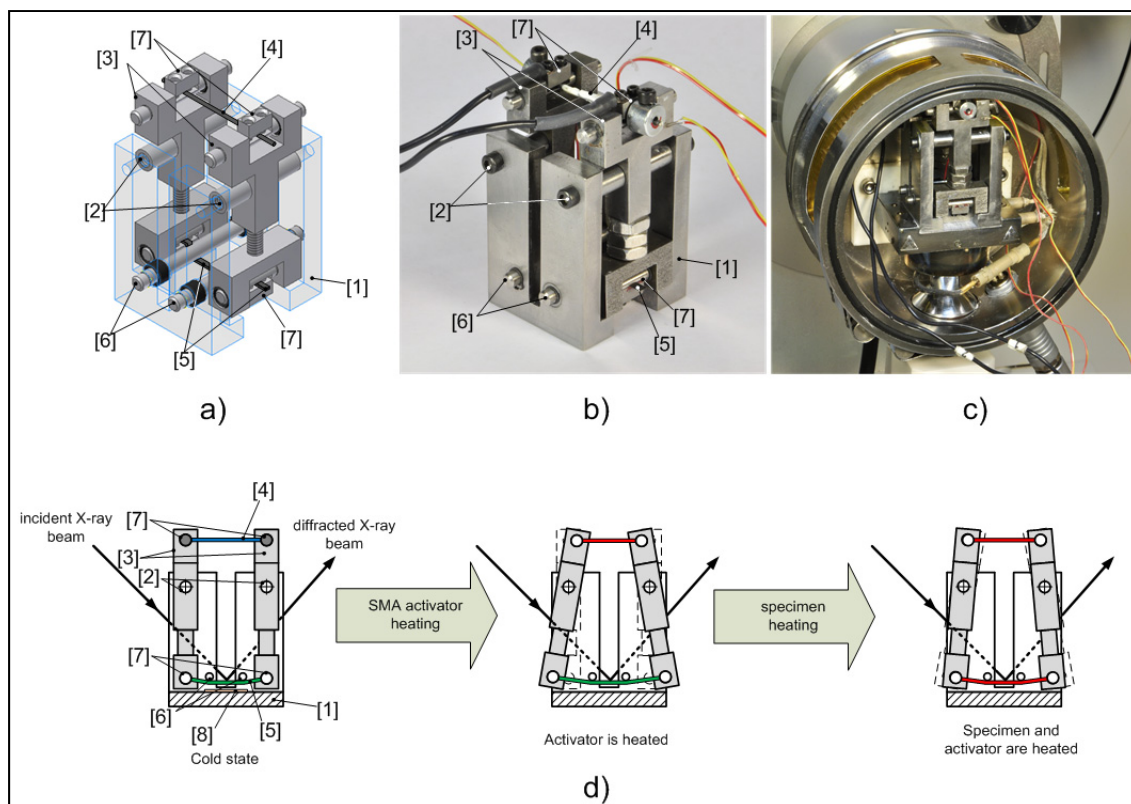 [7]
[4]
[3]
[2]
[1]
[6]
[5]
[7]
a)
[7]
[4]
[3]
[2]
[1]
[6]
[7]
[5]
b)
c)
[4]
incident X-ray
beam
[7]
diffracted X-ray
beam
[3]
[2]
SMA activator
heating
specimen
heating
[7]
[6]
[8]
[5]
[1]
Cold state
Activator is heated
Specimen and
activator are heated
d)